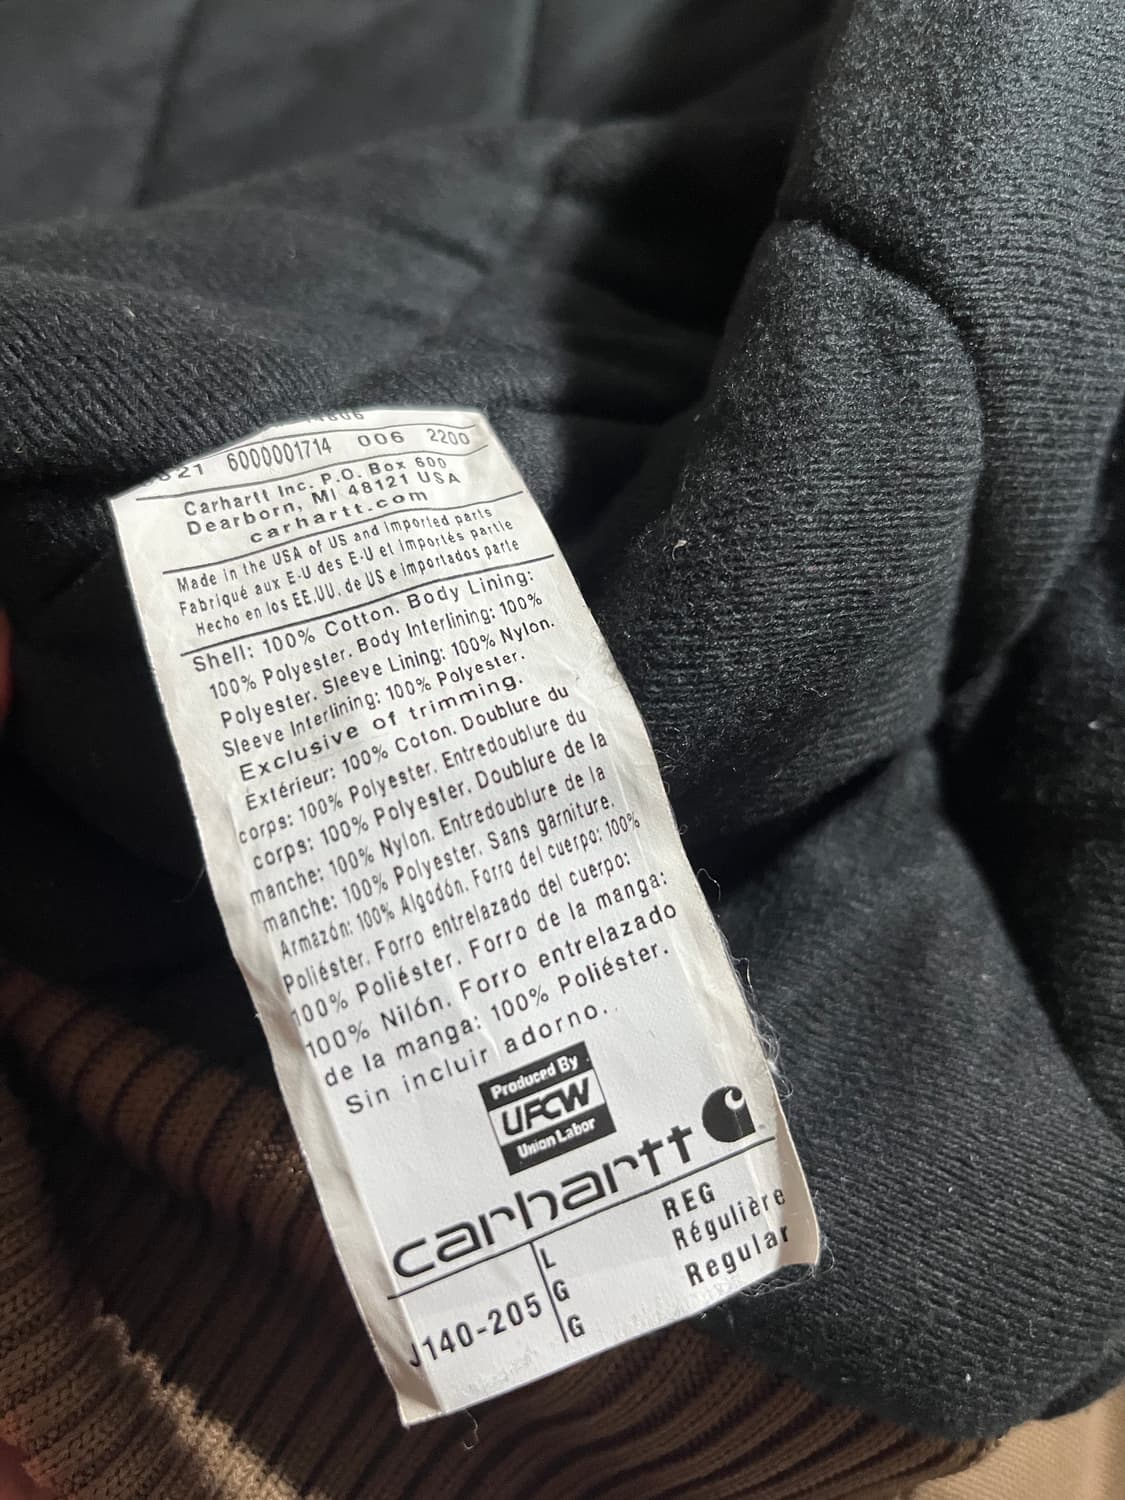 21 6000001714 006 2200
Carhartt Inc. P.O. Box 600
Dearborn, MI 48121 USA
carhartt.com
Made in the USA of US and Imported parts
Fabriqué aux E-U des E-U et Importés partie
Hecho en los EE.UU. de US e Importados parte
Shell: 100% Cotton. Body Lining:
100% Polyester. Body Interlining: 100%
Polyester. Sleeve Lining: 100% Nylon.
Sleeve Interlining: 100% Polyester.
Exclusive of trimming.
Extérieur: 100% Coton. Doublure du
corps: 100% Polyester. Entredoublure du
corps: 100% Polyester. Doublure de la
manche: 100% Nylon. Entredoublure de la
manche: 100% Polyester. Sans garniture.
Armazón: 100% Algodón. Forro del cuerpo: 100%
Poliéster. Forro entrelazado del cuerpo:
100% Poliéster. Forro de la manga:
100% Nilón. Forro entrelazado
de la manga: 100% Poliéster.
Sin incluir adorno.
Produced By
UFCW
Union Labor
carhartt
J140-205
L
G
G
REG
Régulière
Regular